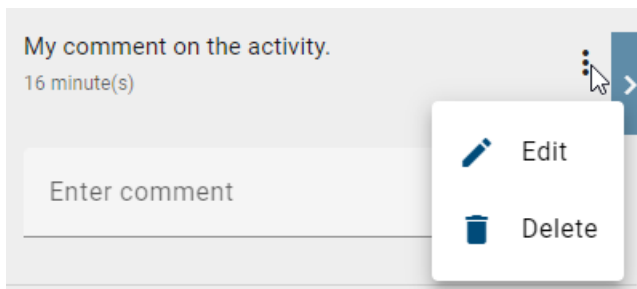 My comment on the activity.
16 minute(s)
Edit
Enter comment
Delete